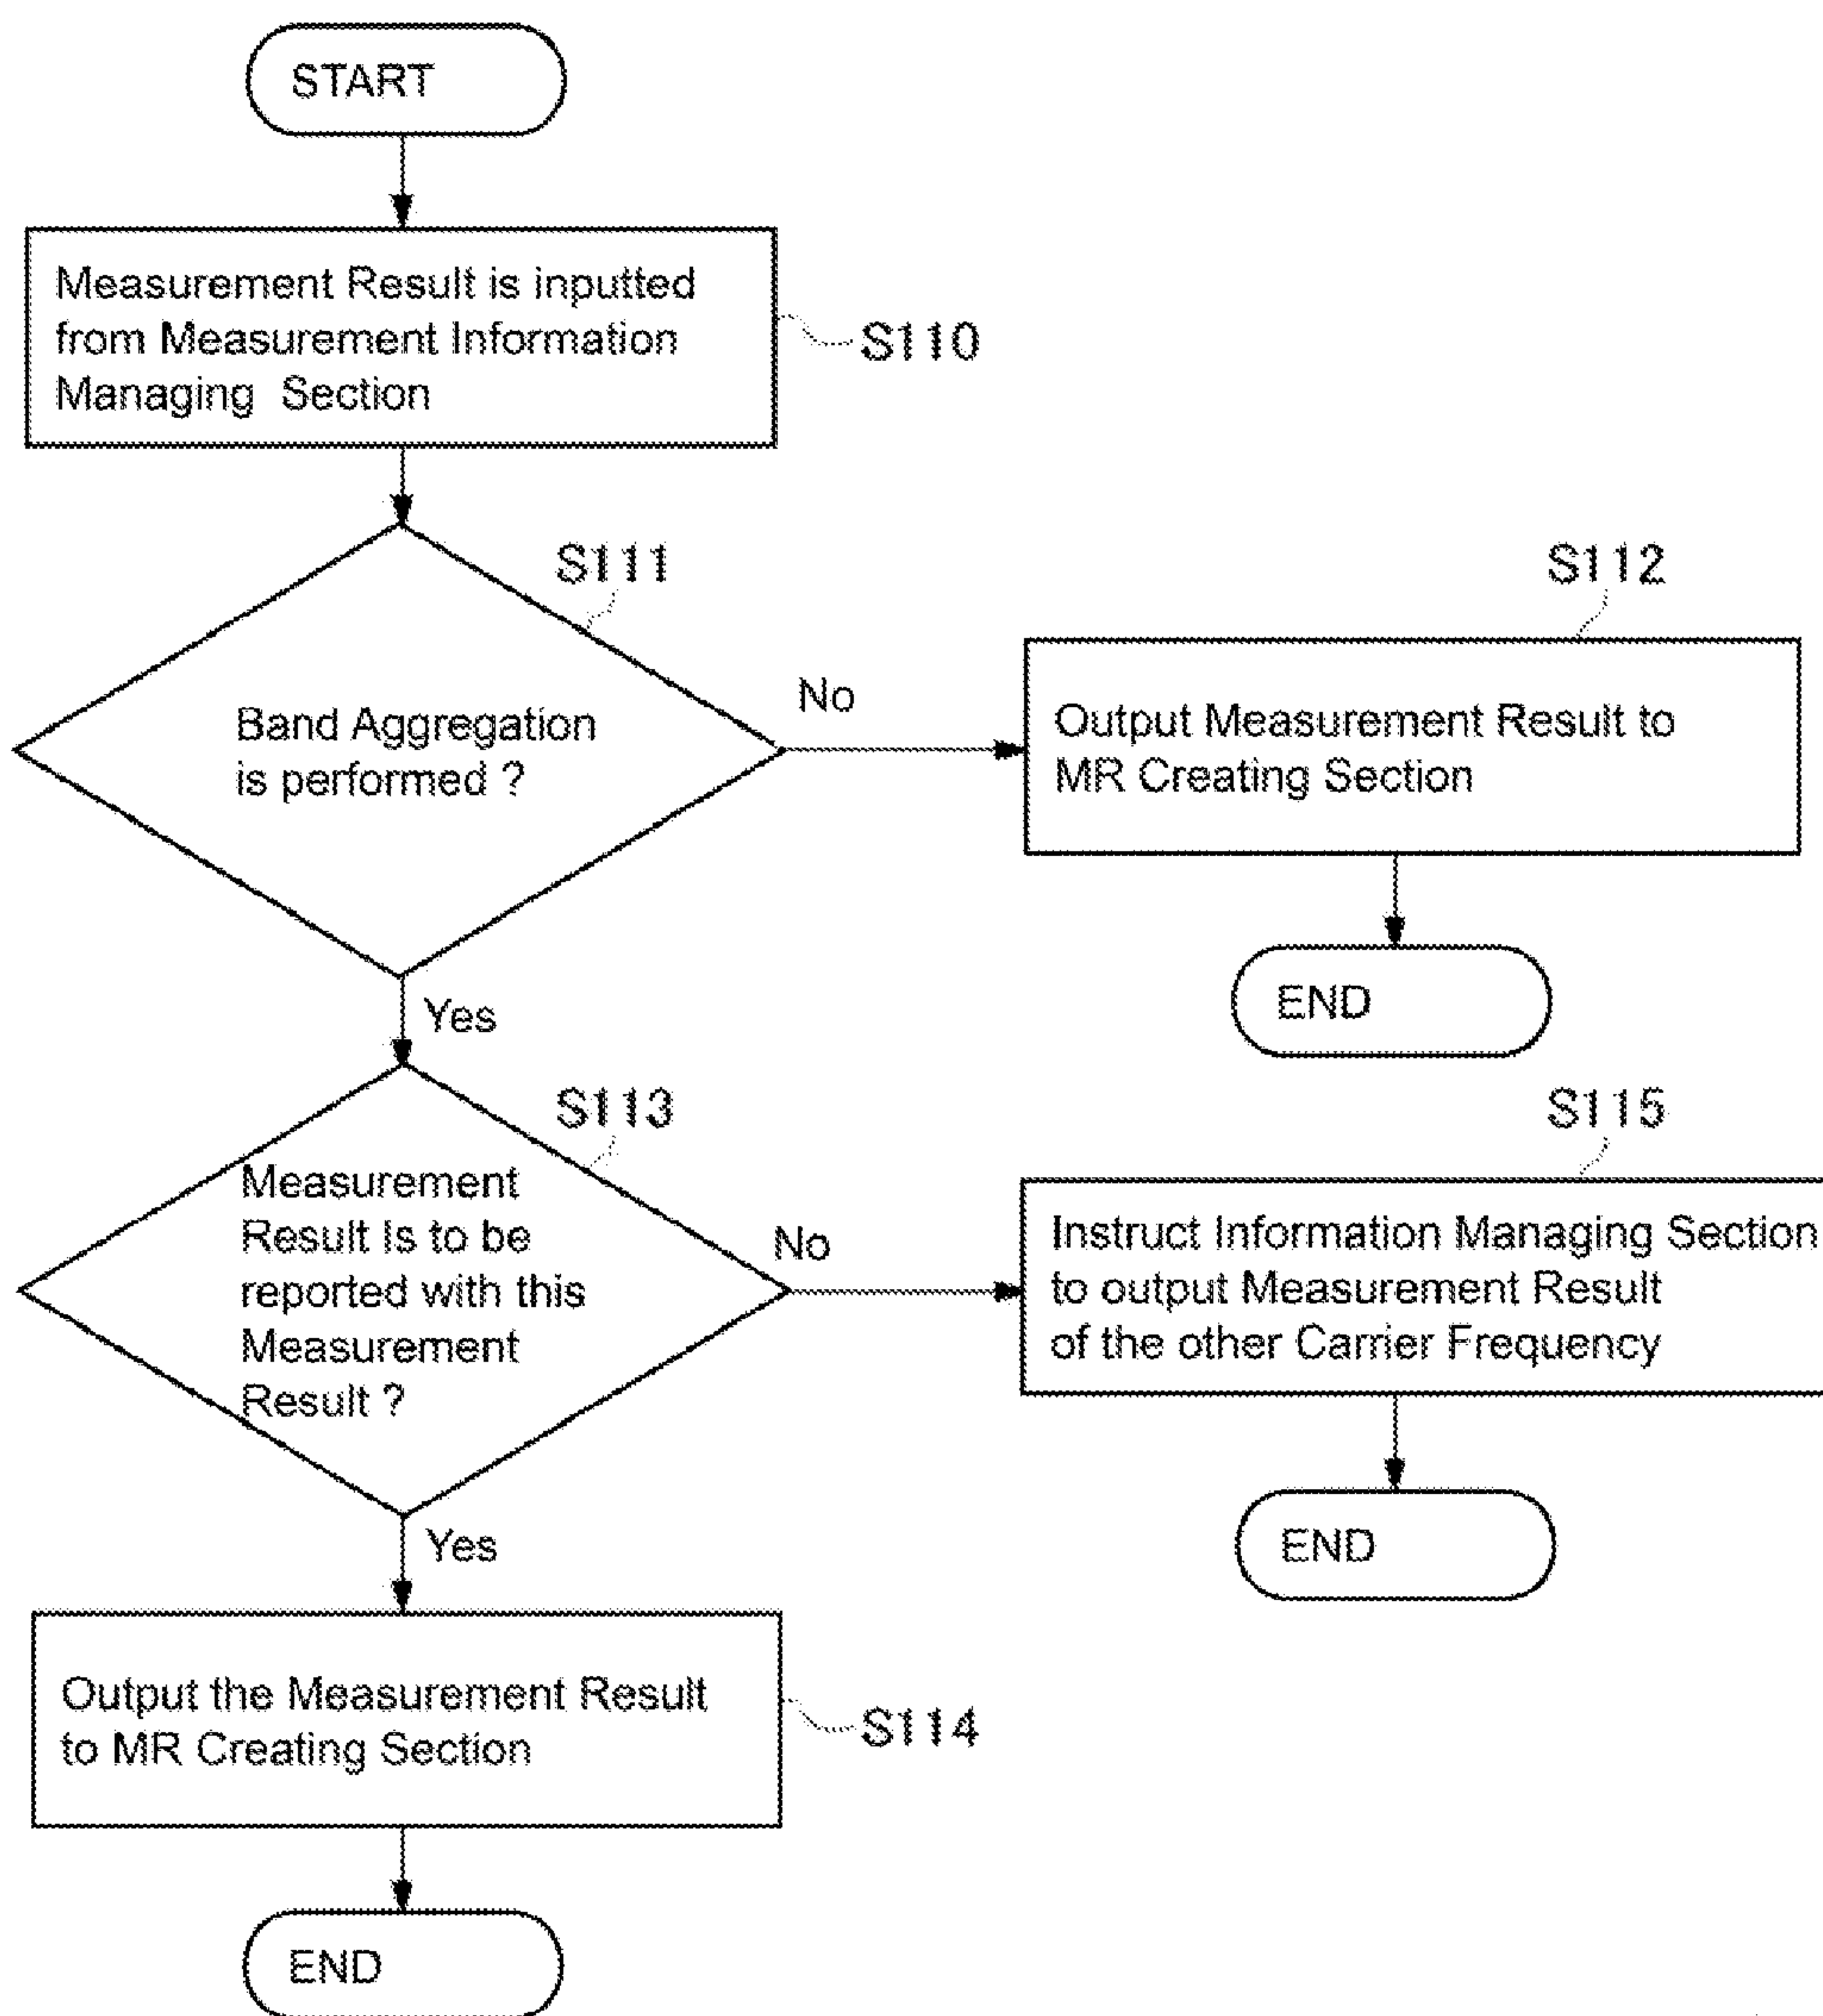 START
Measurement Result is inputted
from Measurement Information
Managing Section
S110
S111
Band Aggregation
is performed ?
No
S112
Output Measurement Result to
MR Creating Section
END
Yes
S113
Measurement
Result Is to be
reported with this
Measurement
Result ?
No
S115
Instruct Information Managing Section
to output Measurement Result
of the other Carrier Frequency
END
Yes
Output the Measurement Result
to MR Creating Section
S114
END